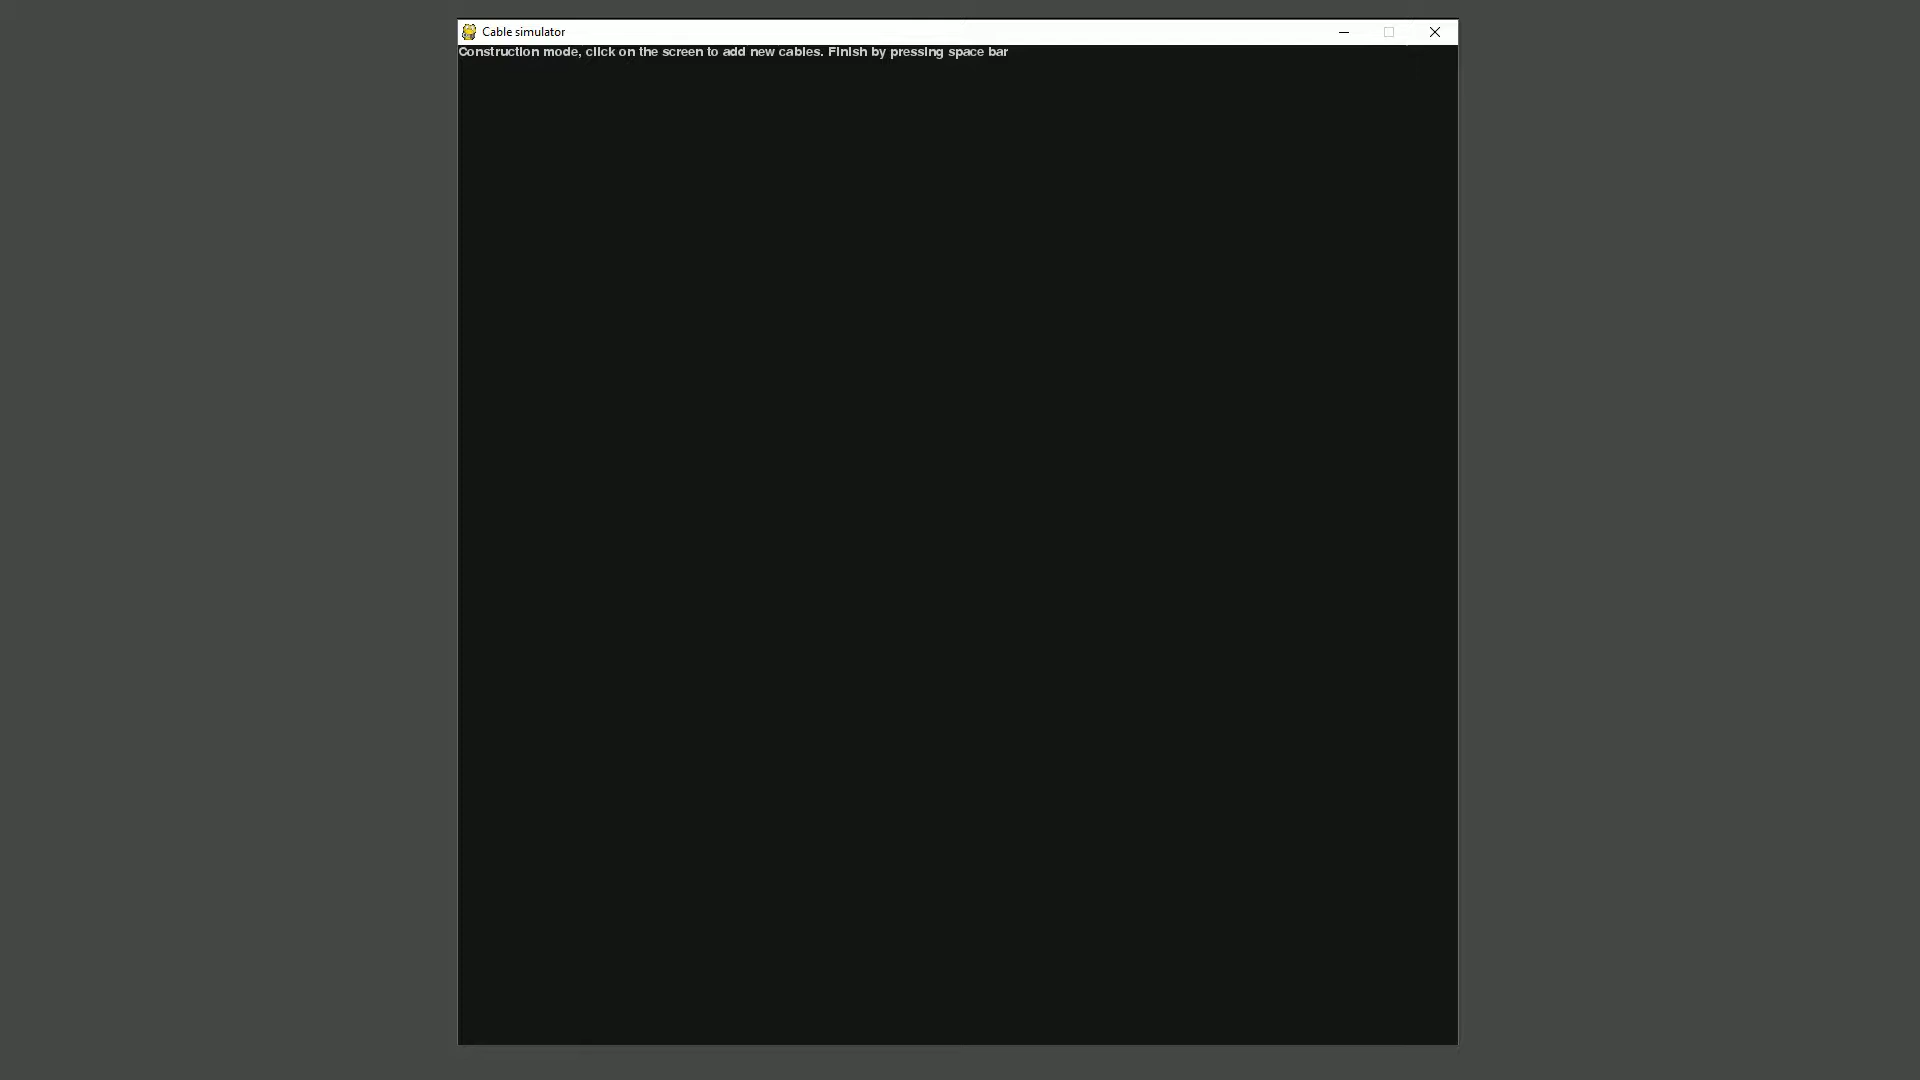 Cable simulator
Construction mode, click on the screen to add new cables. Finish by pressing space bar